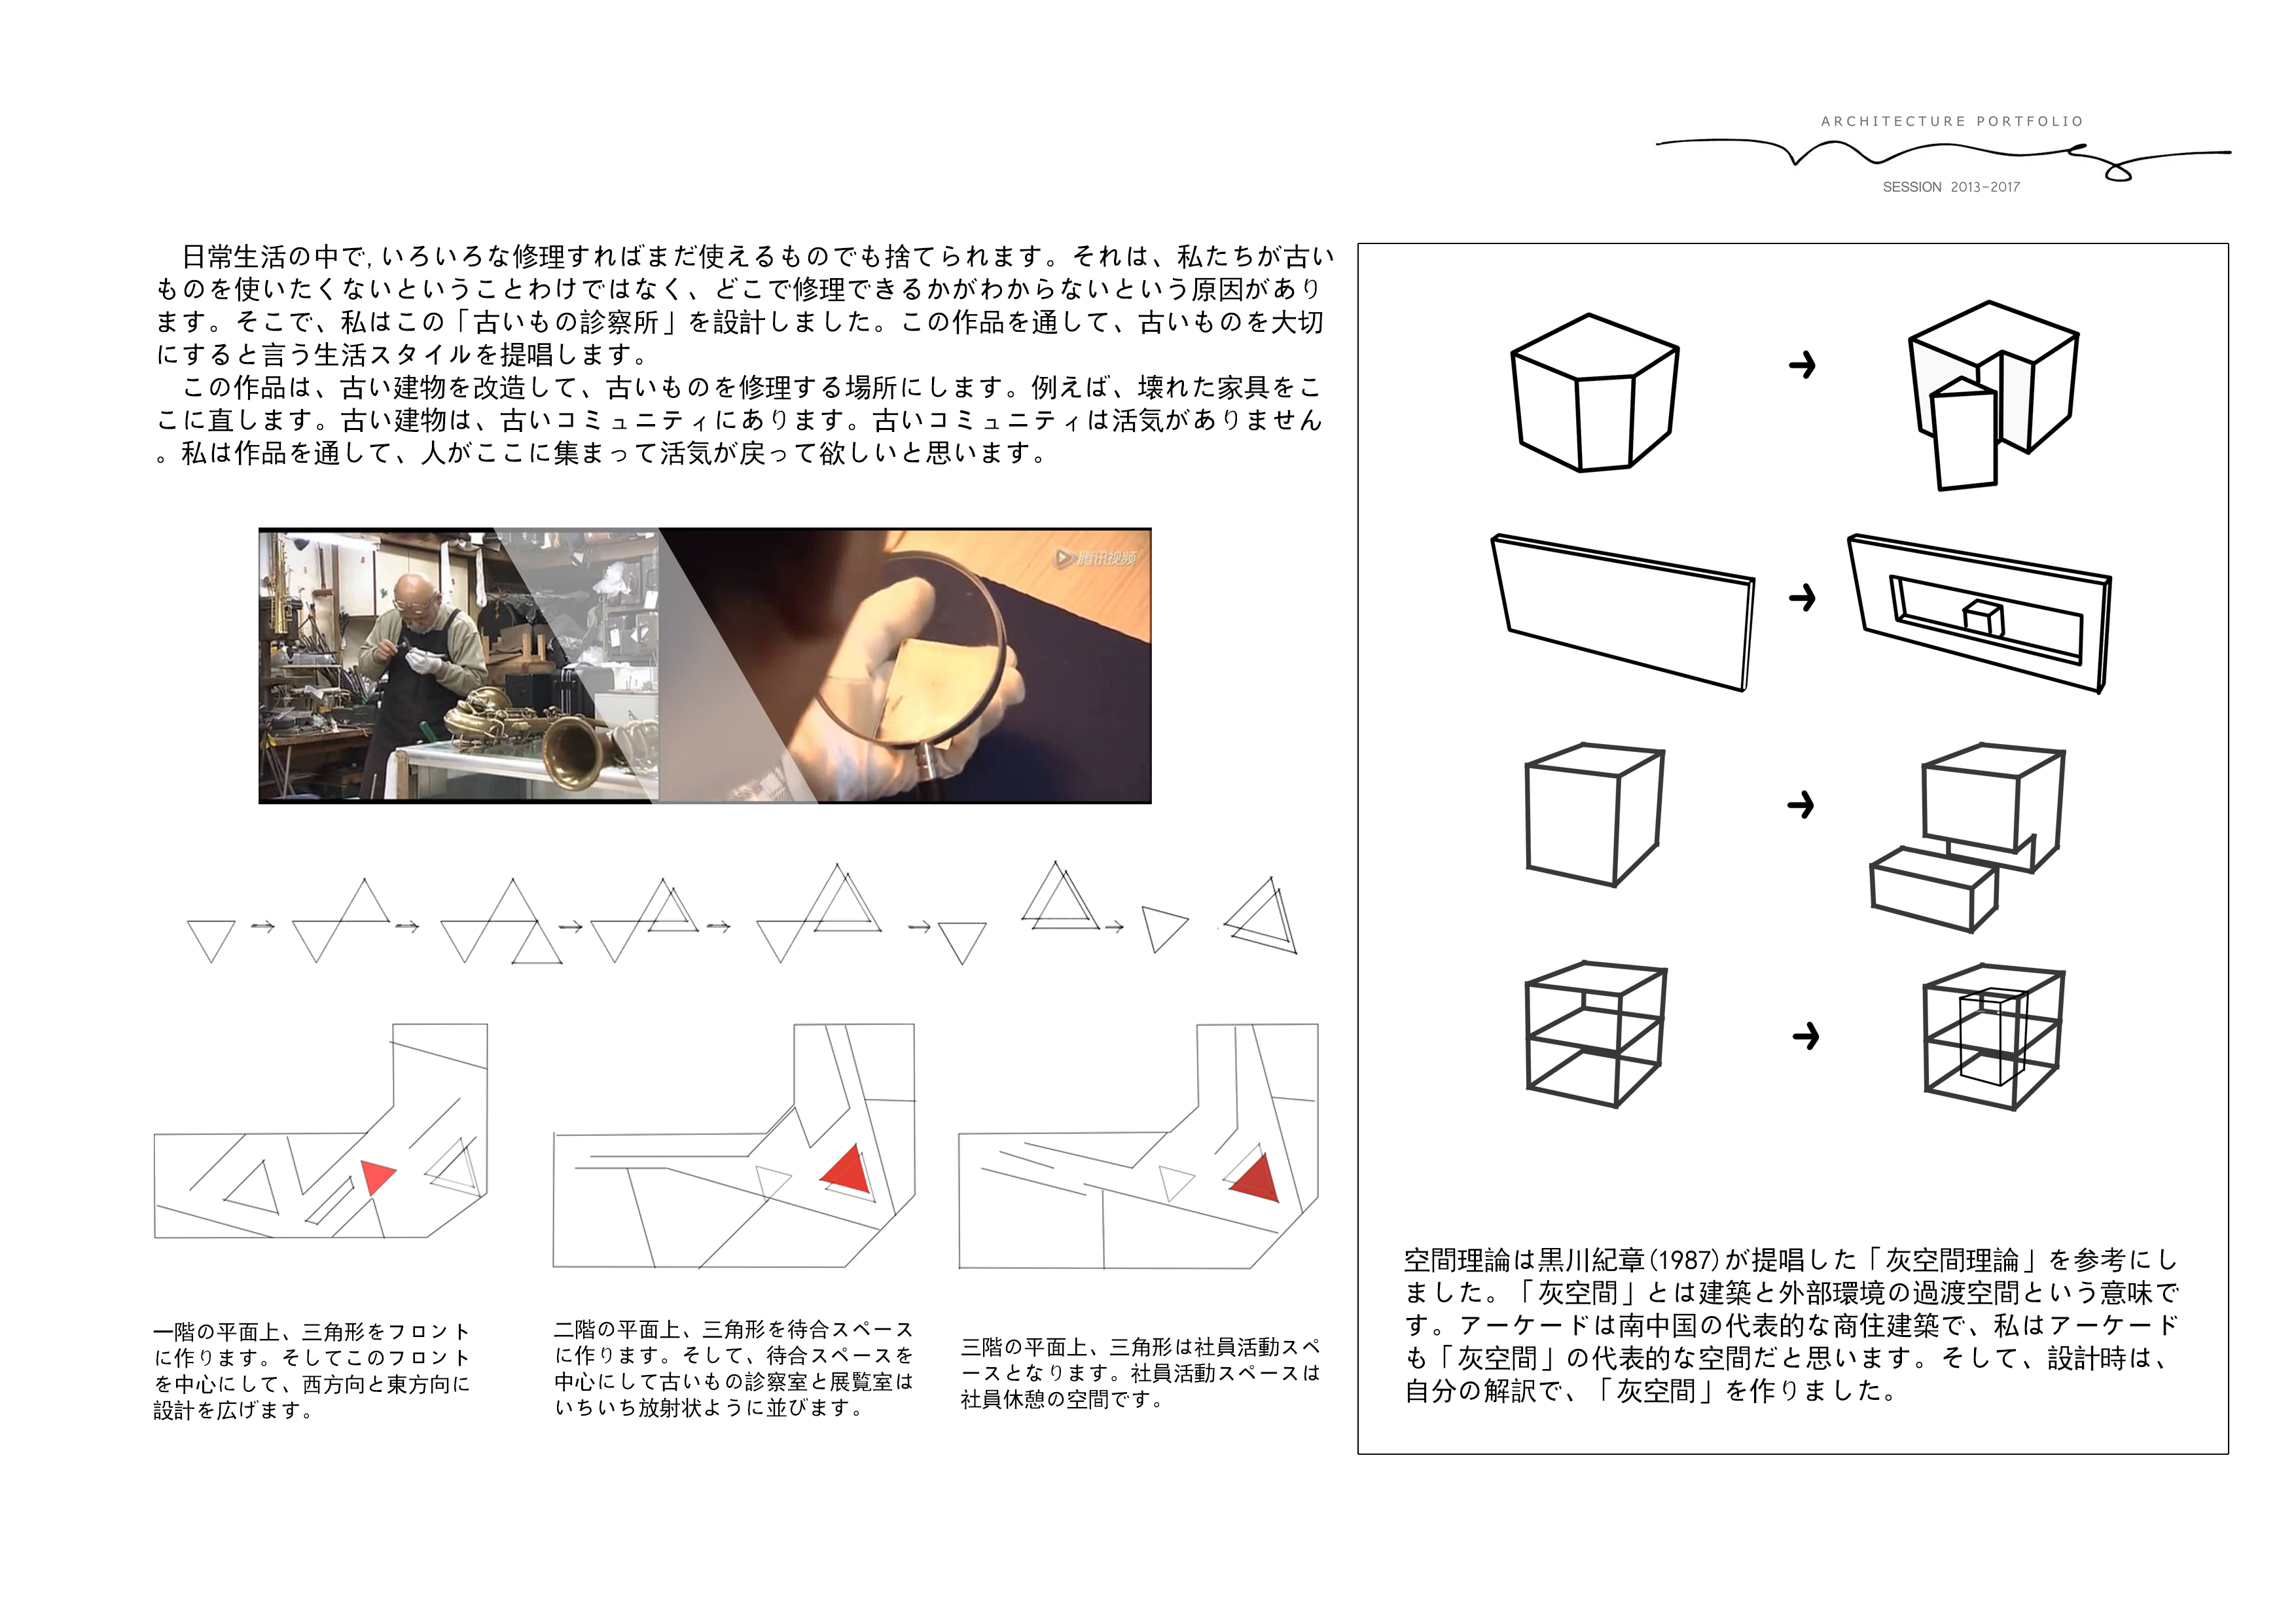 ARCHITECTURE PORTFOLIO
SESSION 2013-2017
日常生活の中で,いろいろな修理すればまだ使えるものでも捨てられます。それは、私たちが古い
ものを使いたくないということわけではなく、どこで修理できるかがわからないという原因があり
ます。そこで、私はこの「古いもの診察所」を設計しました。この作品を通して、古いものを大切
にすると言う生活スタイルを提唱します。
この作品は、古い建物を改造して、古いものを修理する場所にします。例えば、壊れた家具をこ
こに直します。古い建物は、古いコミュニティにあります。古いコミュニティは活気がありません
。私は作品を通して、人がここに集まって活気が戻って欲しいと思います。
腾讯视频
一階の平面上、三角形をフロント
に作ります。そしてこのフロント
を中心にして、西方向と東方向に
設計を広げます。
二階の平面上、三角形を待合スペース
に作ります。そして、待合スペースを
中心にして古いもの診察室と展覧室は
いちいち放射状ように並びます。
三階の平面上、三角形は社員活動スペ
ースとなります。社員活動スペースは
社員休憩の空間です。
空間理論は黒川紀章(1987)が提唱した「灰空間理論」を参考にし
ました。「灰空間」とは建築と外部環境の過渡空間という意味で
す。アーケードは南中国の代表的な商住建築で、私はアーケード
も「灰空間」の代表的な空間だと思います。そして、設計時は、
自分の解訳で、「灰空間」を作りました。